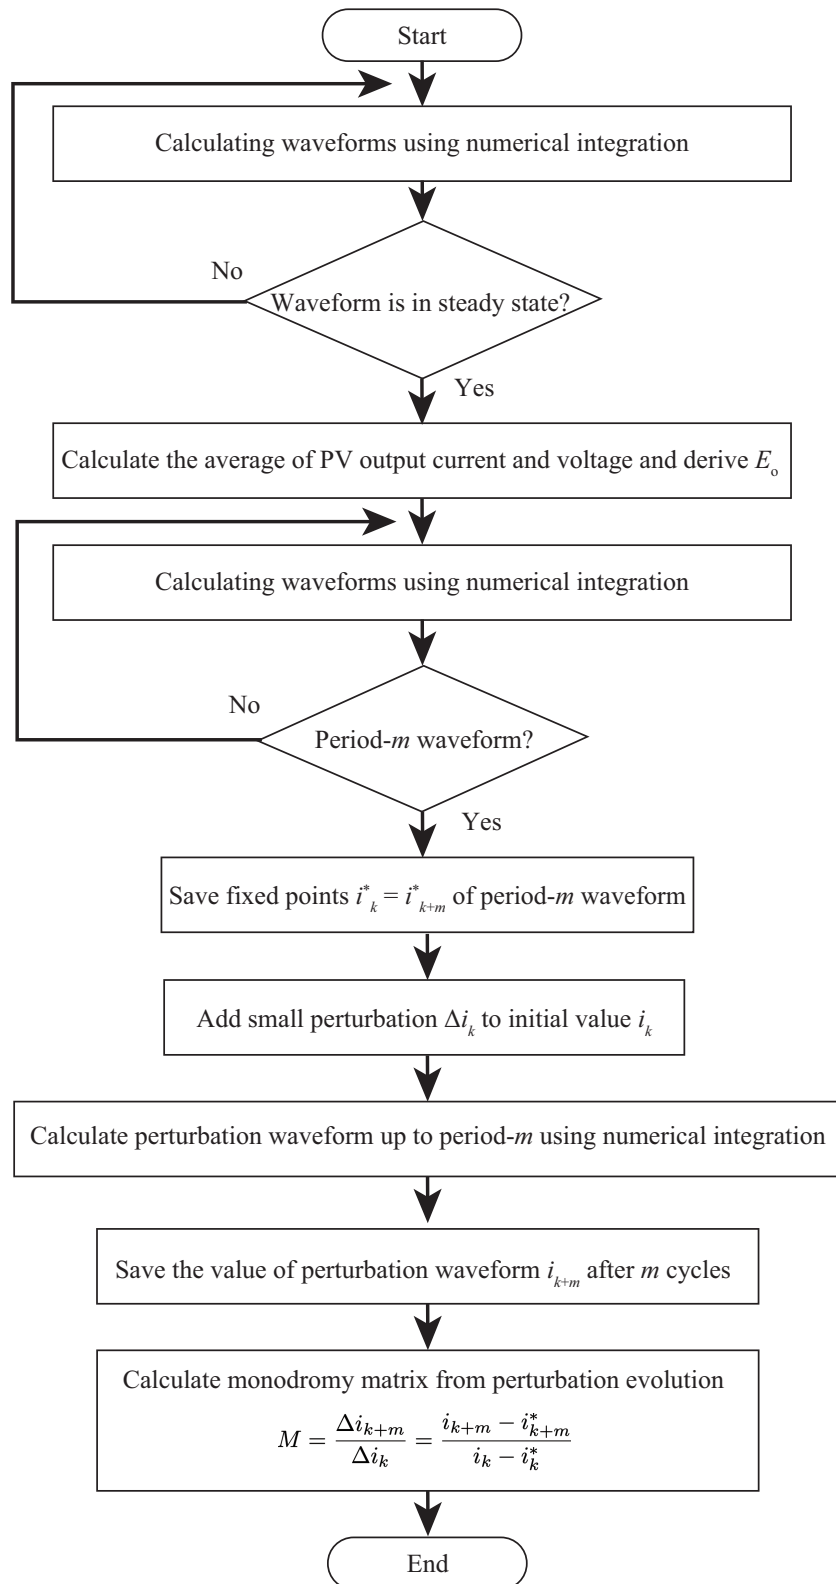 Start
Calculating waveforms using numerical integration
No
Waveform is in steady state?
Yes
Calculate the average of PV output current and voltage and derive Eₒ
Calculating waveforms using numerical integration
No
Period-m waveform?
Yes
Save fixed points i*_k = i*_{k+m} of period-m waveform
Add small perturbation Δi_k to initial value i_k
Calculate perturbation waveform up to period-m using numerical integration
Save the value of perturbation waveform i_{k+m} after m cycles
Calculate monodromy matrix from perturbation evolution
M = Δi_{k+m} / Δi_k = (i_{k+m} − i*_{k+m}) / (i_k − i*_k)
End